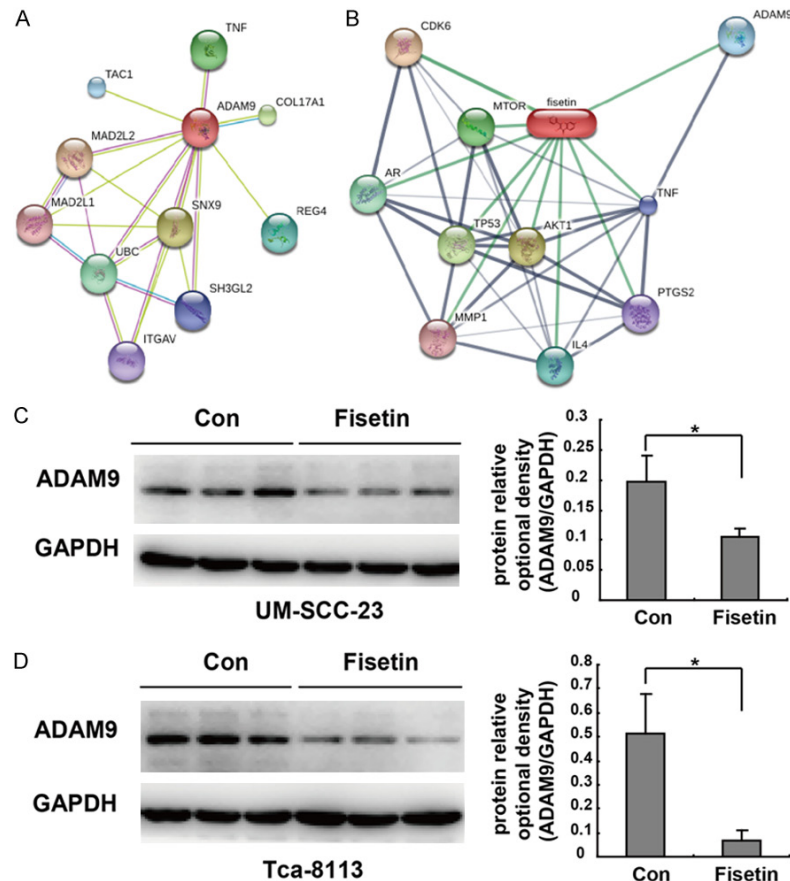 A
TNF
TAC1
ADAM9
COL17A1
MAD2L2
MAD2L1
SNX9
REG4
UBC
SH3GL2
ITGAV
B
CDK6
ADAM9
MTOR
fisetin
AR
TNF
TP53
AKT1
PTGS2
MMP1
IL4
C
Con Fisetin
ADAM9
GAPDH
UM-SCC-23
protein relative
optional density
(ADAM9/GAPDH)
0.3
0.25
0.2
0.15
0.1
0.05
0
*
Con Fisetin
D
Con Fisetin
ADAM9
GAPDH
Tca-8113
protein relative
optional density
(ADAM9/GAPDH)
0.8
0.7
0.6
0.5
0.4
0.3
0.2
0.1
0
*
Con Fisetin